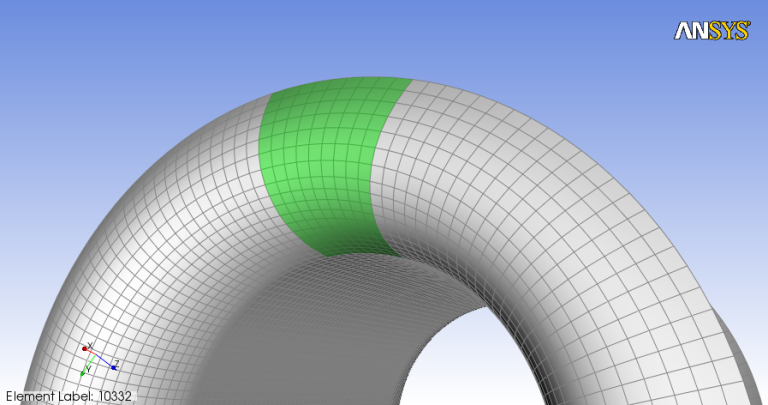 ANSYS
X
Z
Y
Element Label: 10332